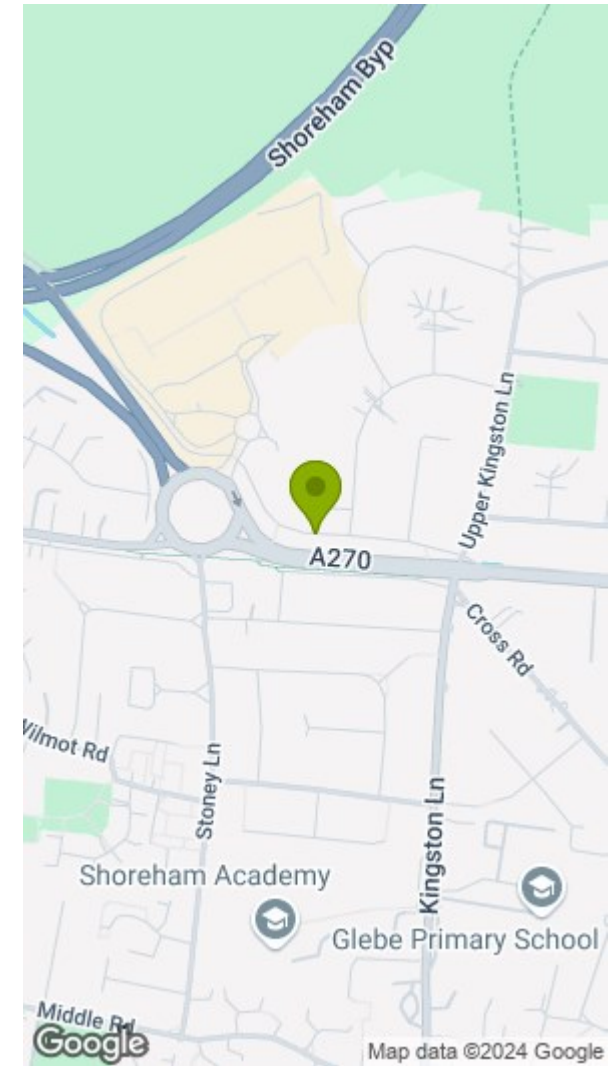 Shoreham Byp
Upper Kingston Ln
A270
Cross Rd
Wilmot Rd
Stoney Ln
Kingston Ln
Shoreham Academy
Glebe Primary School
Middle Rd
Google
Map data ©2024 Google